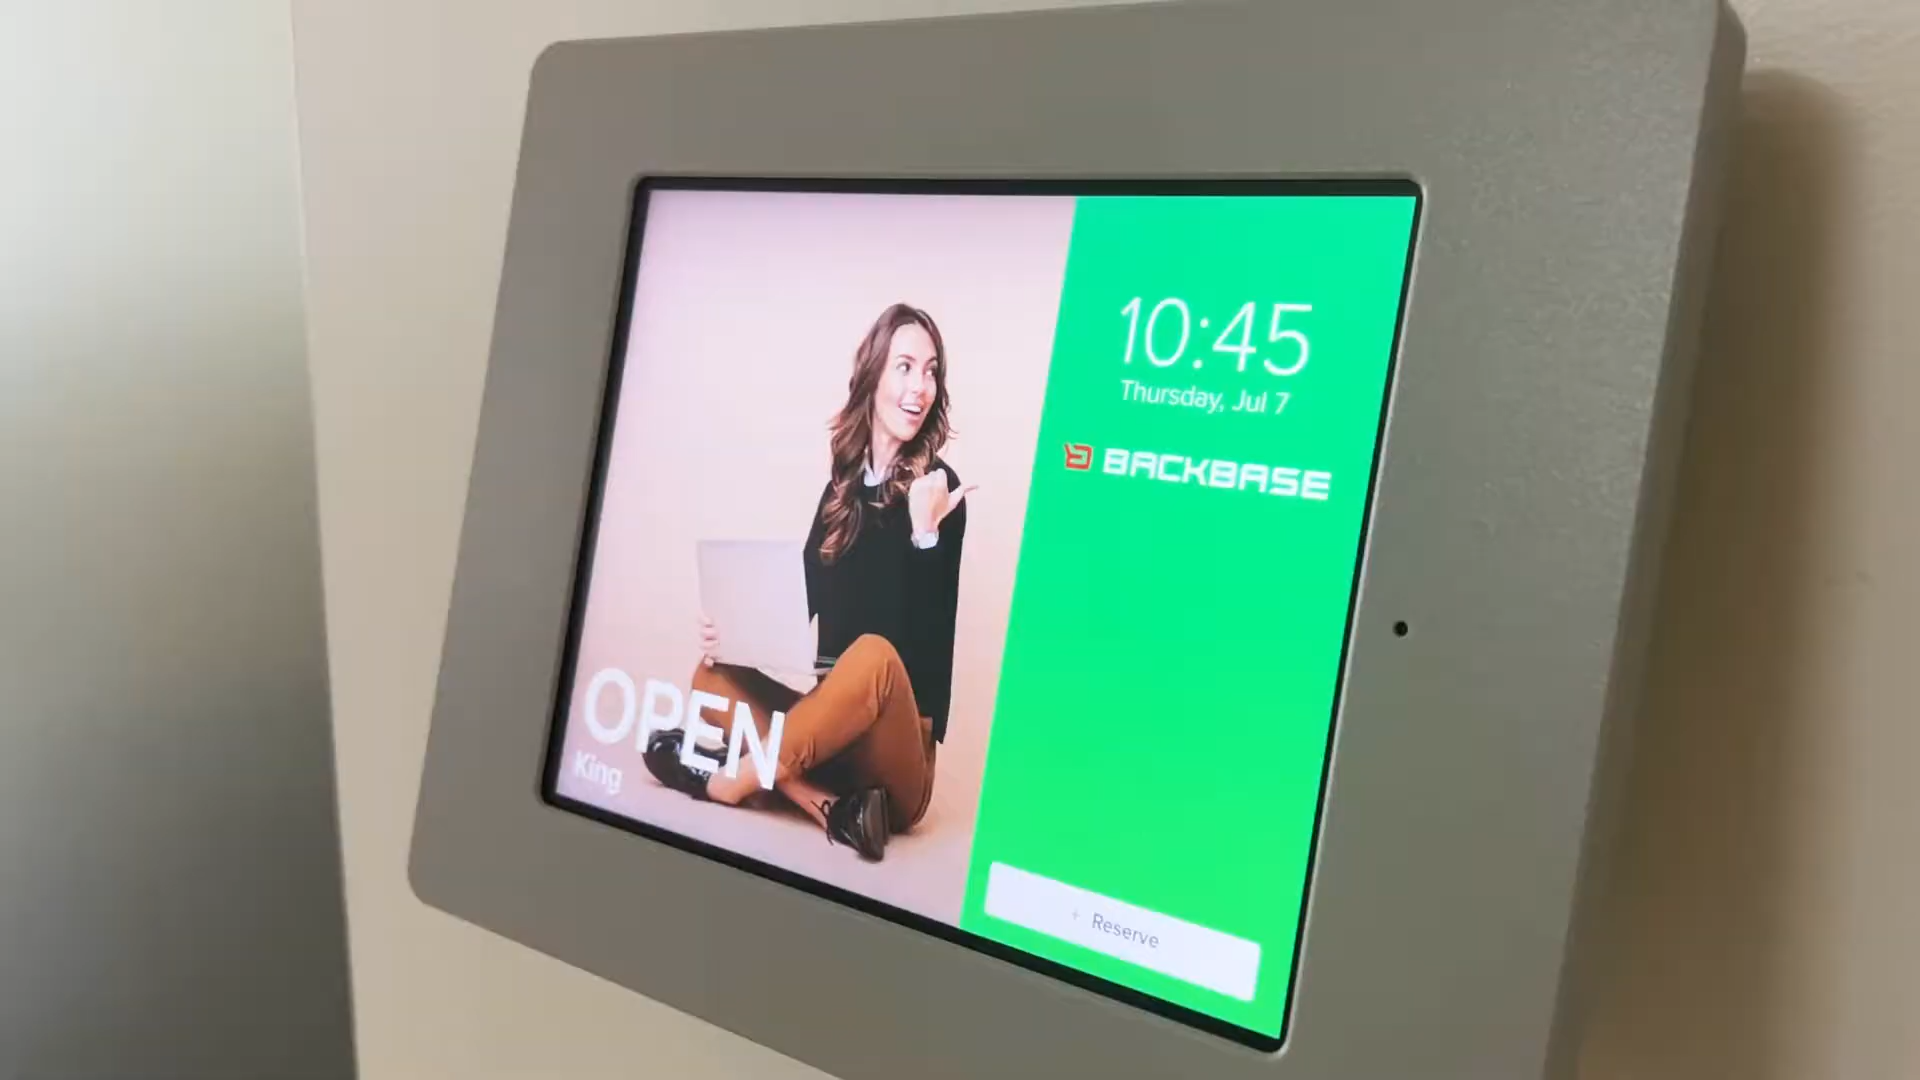 10:45
Thursday, Jul 7
BACKBASE
OPEN
King
+ Reserve